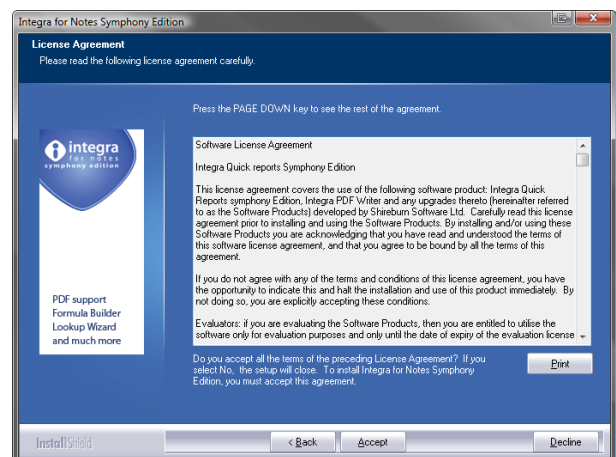 Integra for Notes Symphony Edition
License Agreement
Please read the following license agreement carefully.
Press the PAGE DOWN key to see the rest of the agreement.
integra
for notes
symphony edition
Software License Agreement
Integra Quick reports Symphony Edition
This license agreement covers the use of the following software product: Integra Quick
Reports symphony Edition, Integra PDF Writer and any upgrades thereto (hereinafter referred
to as the Software Products) developed by Shireburn Software Ltd. Carefully read this license
agreement prior to installing and using the Software Products. By installing and/or using these
Software Products you are acknowledging that you have read and understood the terms of
this software license agreement, and that you agree to be bound by all the terms of this
agreement.
If you do not agree with any of the terms and conditions of this license agreement, you have
the opportunity to indicate this and halt the installation and use of this product immediately. By
not doing so, you are explicitly accepting these conditions.
Evaluators: if you are evaluating the Software Products, then you are entitled to utilise the
software only for evaluation purposes and only until the date of expiry of the evaluation license
PDF support
Formula Builder
Lookup Wizard
and much more
Do you accept all the terms of the preceding License Agreement? If you
select No, the setup will close. To install Integra for Notes Symphony
Edition, you must accept this agreement.
Print
InstallShield
< Back
Accept
Decline